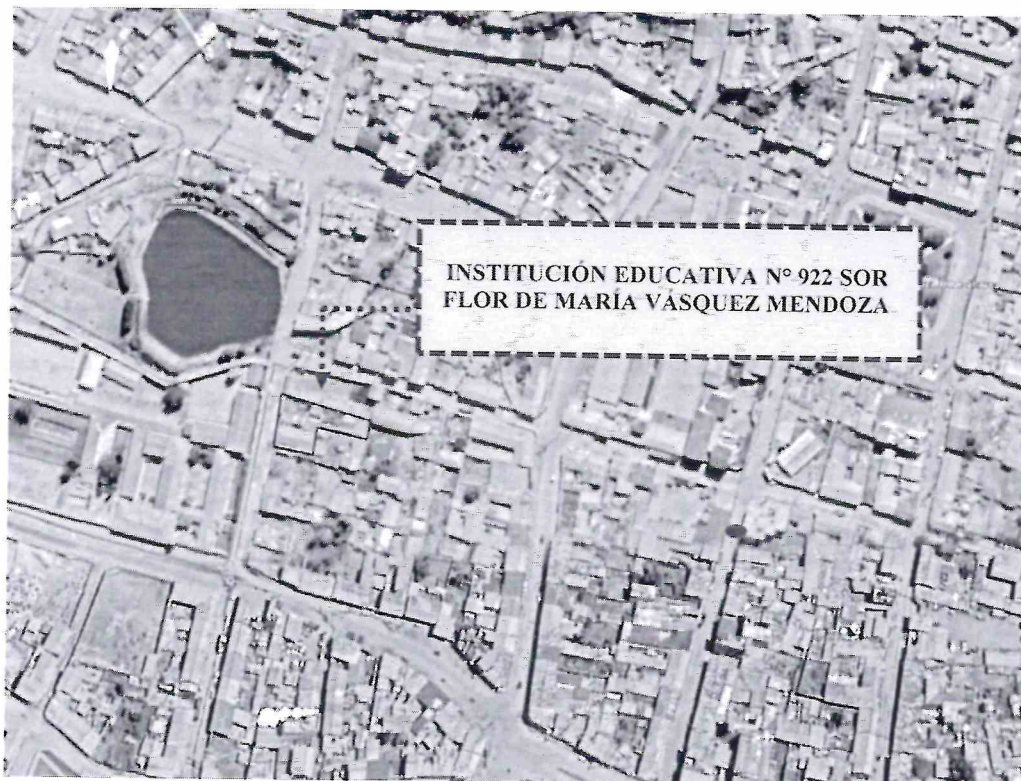 INSTITUCIÓN EDUCATIVA N° 922 SOR
FLOR DE MARÍA VÁSQUEZ MENDOZA